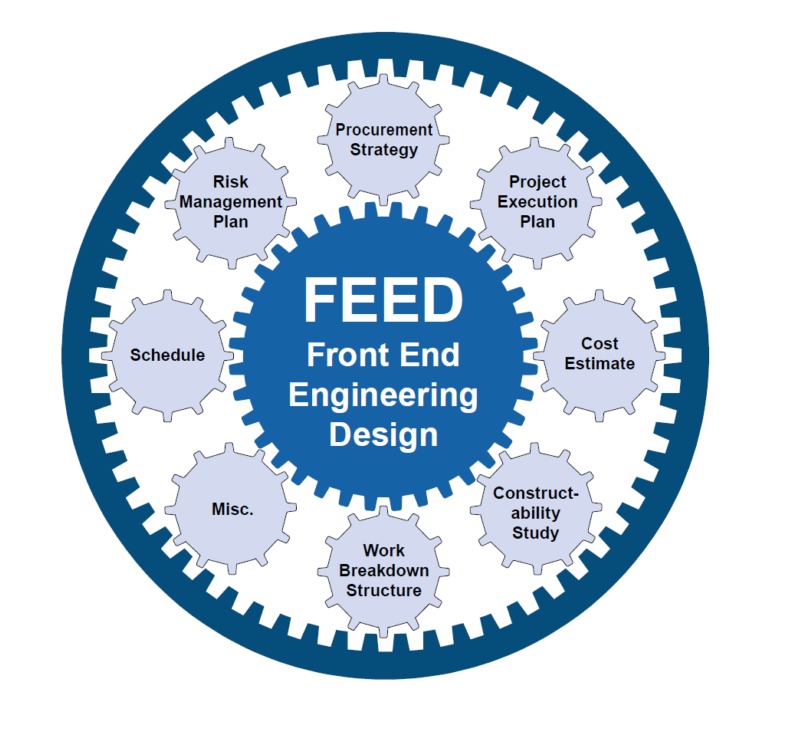 FEED
Front End
Engineering
Design
Procurement
Strategy
Project
Execution
Plan
Cost
Estimate
Construct-
ability
Study
Work
Breakdown
Structure
Misc.
Schedule
Risk
Management
Plan